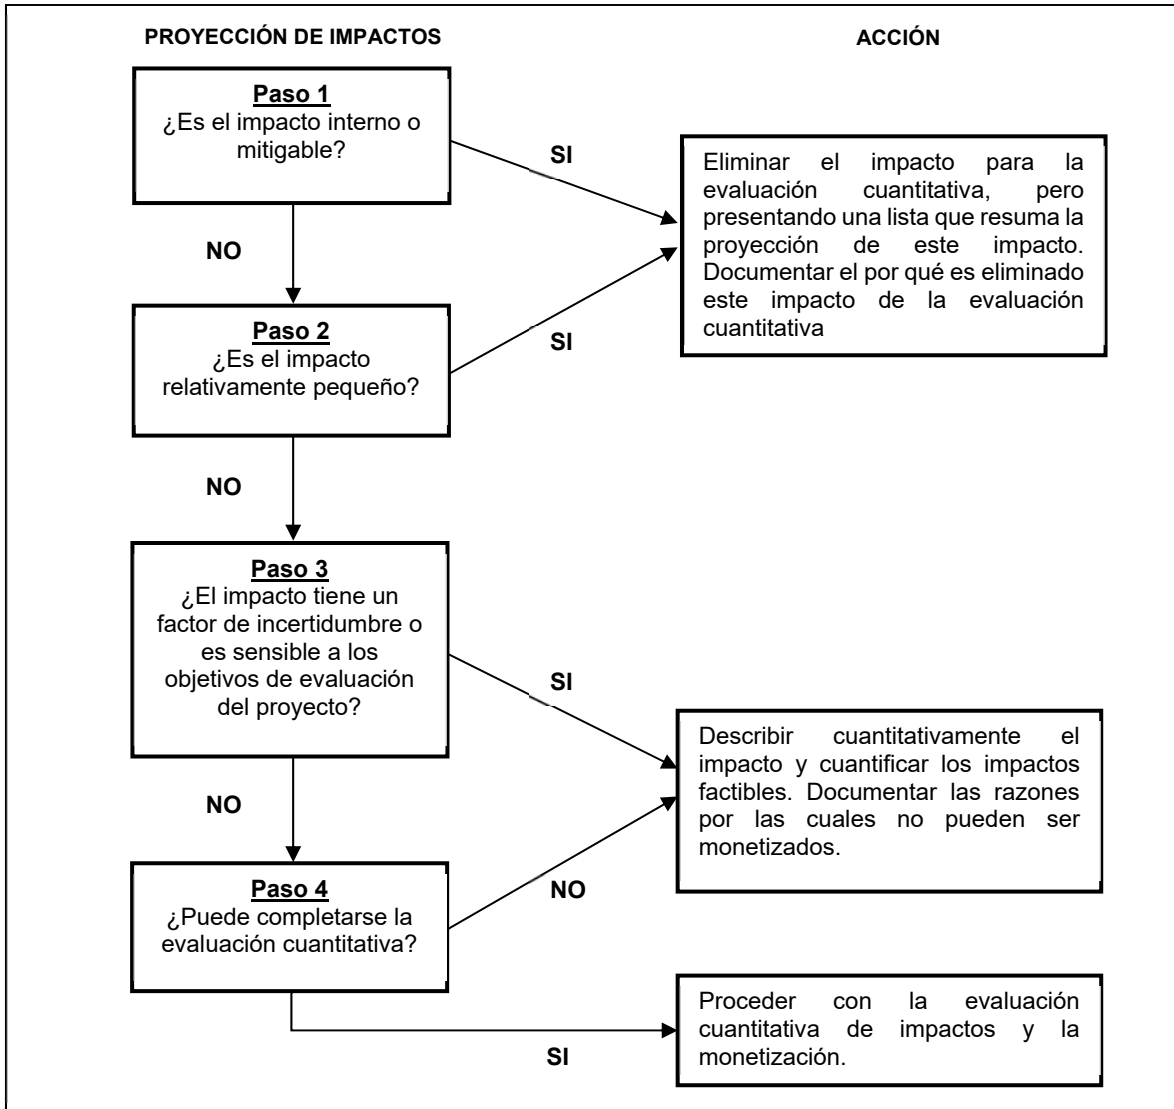 PROYECCIÓN DE IMPACTOS
ACCIÓN
Paso 1
¿Es el impacto interno o
mitigable?
SI
Eliminar el impacto para la
evaluación cuantitativa, pero
presentando una lista que resuma la
proyección de este impacto.
Documentar el por qué es eliminado
este impacto de la evaluación
cuantitativa
NO
Paso 2
¿Es el impacto
relativamente pequeño?
SI
NO
Paso 3
¿El impacto tiene un
factor de incertidumbre o
es sensible a los
objetivos de evaluación
del proyecto?
SI
Describir cuantitativamente el
impacto y cuantificar los impactos
factibles. Documentar las razones
por las cuales no pueden ser
monetizados.
NO
Paso 4
¿Puede completarse la
evaluación cuantitativa?
NO
Proceder con la evaluación
cuantitativa de impactos y la
monetización.
SI